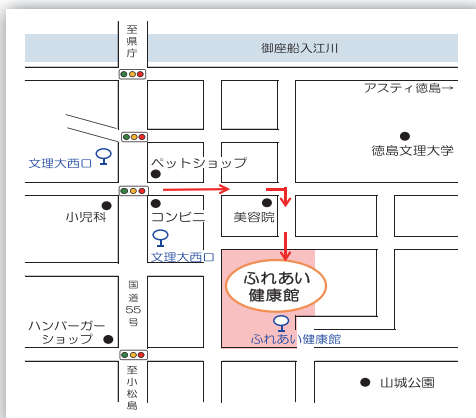 至県庁
御座船入江川
アスティ徳島→
徳島文理大学
文理大西口
ペットショップ
小児科
コンビニ
美容院
文理大西口
ふれあい
健康館
国道55号
ハンバーガー
ショップ
ふれあい健康館
至小松島
山城公園